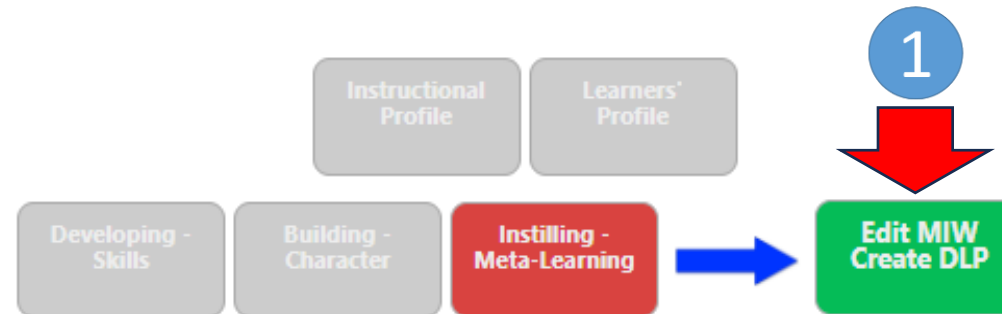 1
Instructional
Profile
Learners'
Profile
Developing -
Skills
Building -
Character
Instilling -
Meta-Learning
Edit MIW
Create DLP